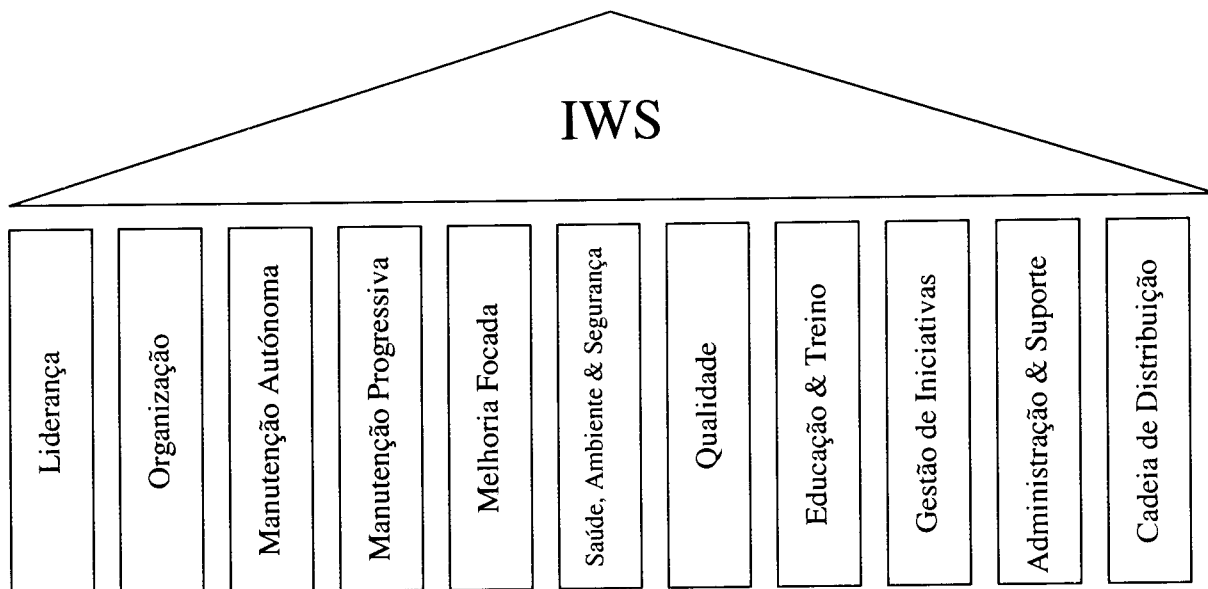 IWS
Liderança
Organização
Manutenção Autónoma
Manutenção Progressiva
Melhoria Focada
Saúde, Ambiente & Segurança
Qualidade
Educação & Treino
Gestão de Iniciativas
Administração & Suporte
Cadeia de Distribuição